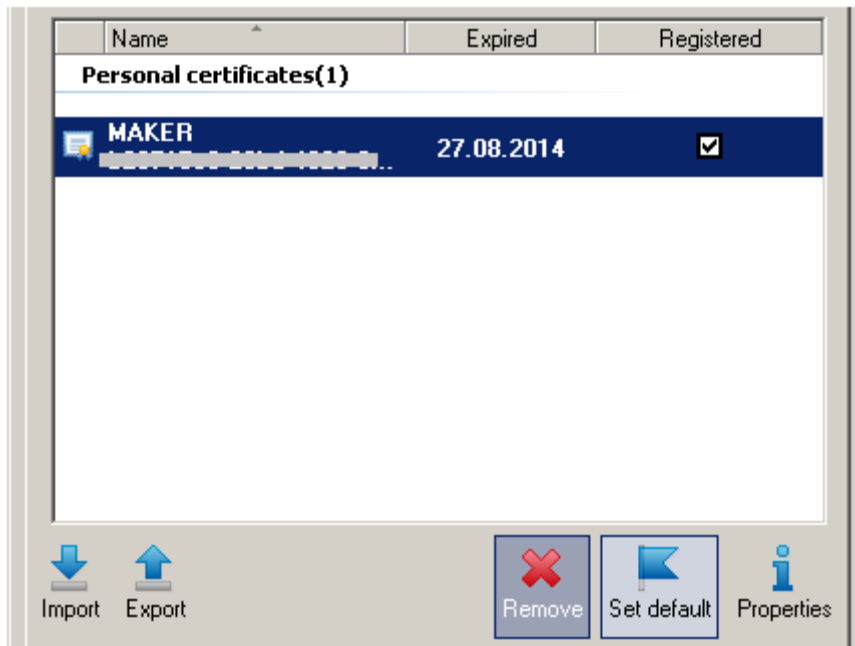 Name Expired Registered
Personal certificates(1)
MAKER
27.08.2014
Import Export Remove Set default Properties